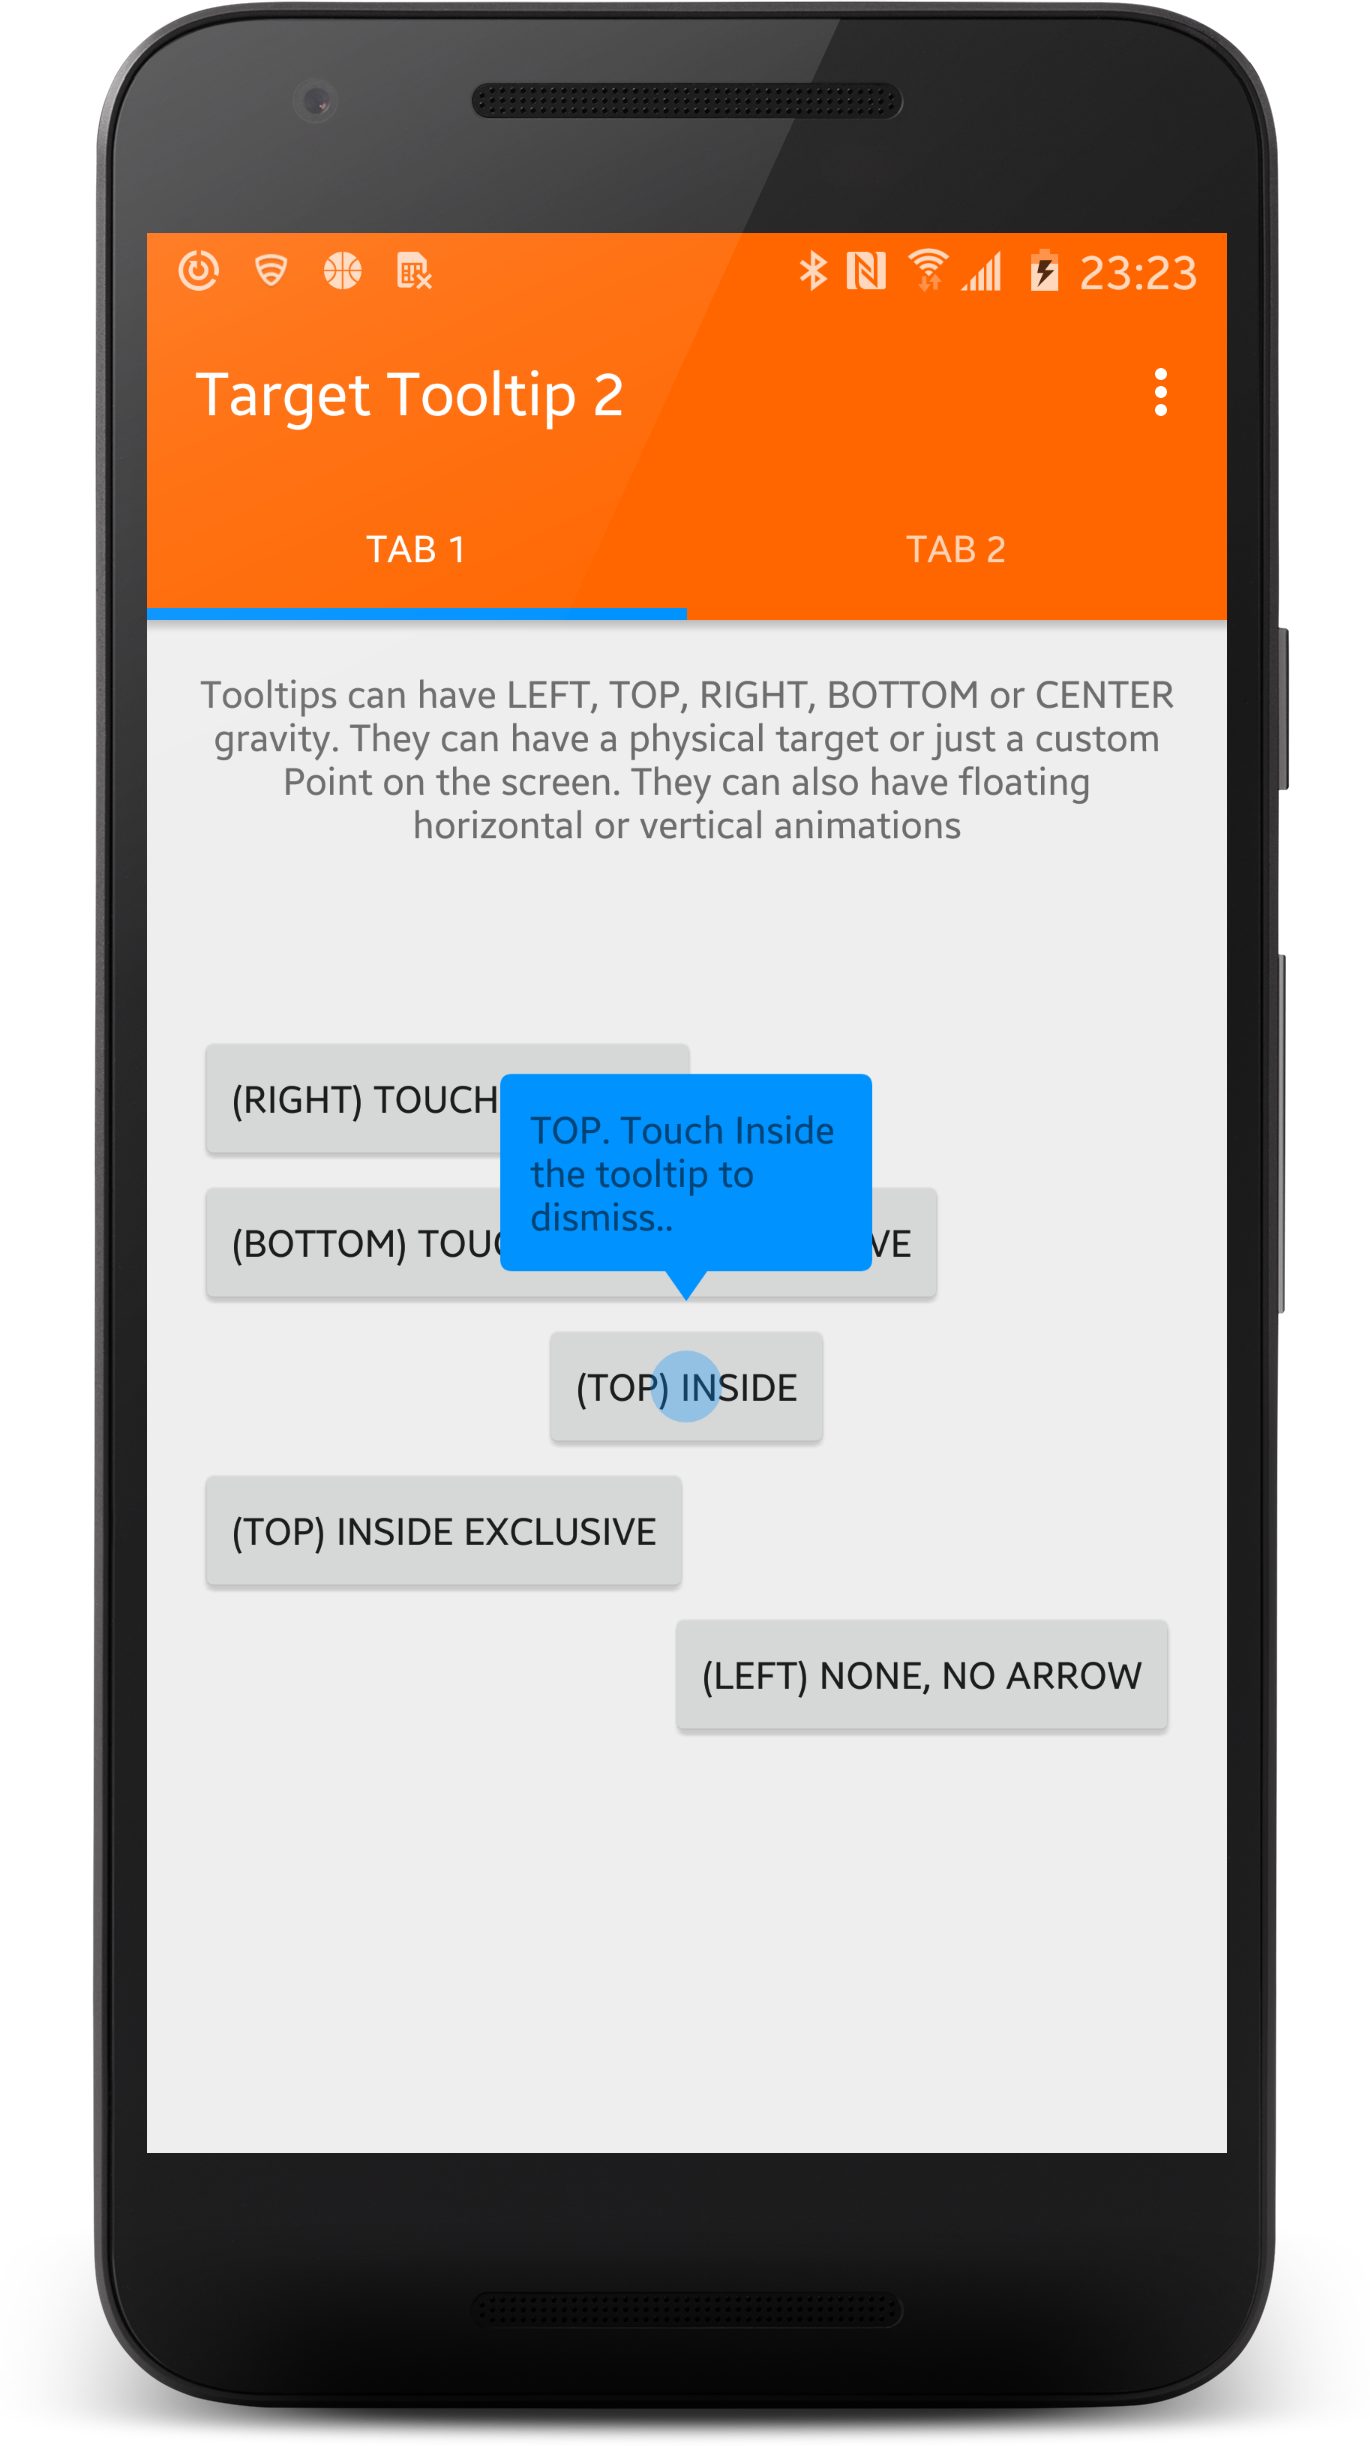 23:23
Target Tooltip 2
TAB 1
TAB 2
Tooltips can have LEFT, TOP, RIGHT, BOTTOM or CENTER
gravity. They can have a physical target or just a custom
Point on the screen. They can also have floating
horizontal or vertical animations
(RIGHT) TOUCH
TOP. Touch Inside
the tooltip to
dismiss..
(BOTTOM)
(TOP) INSIDE
(TOP) INSIDE EXCLUSIVE
(LEFT) NONE, NO ARROW